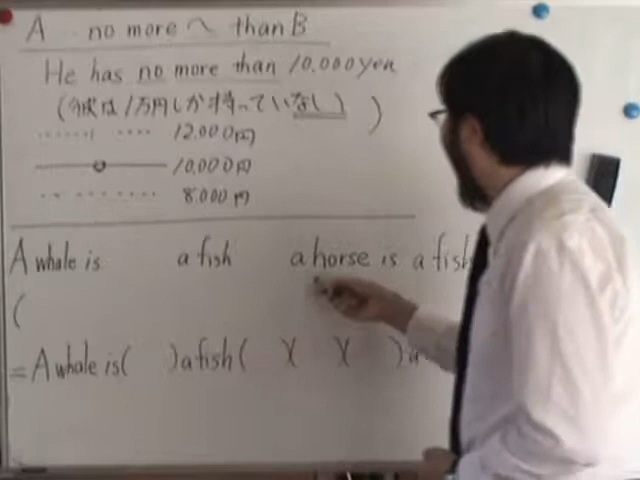 A no more ～ than B
He has no more than 10,000 yen
(今彼は1万円しか持っていない)
12,000円
10,000円
8,000円
A whale is a fish a horse is a fish
(
= A whale is ( ) a fish ( )( )( ) a